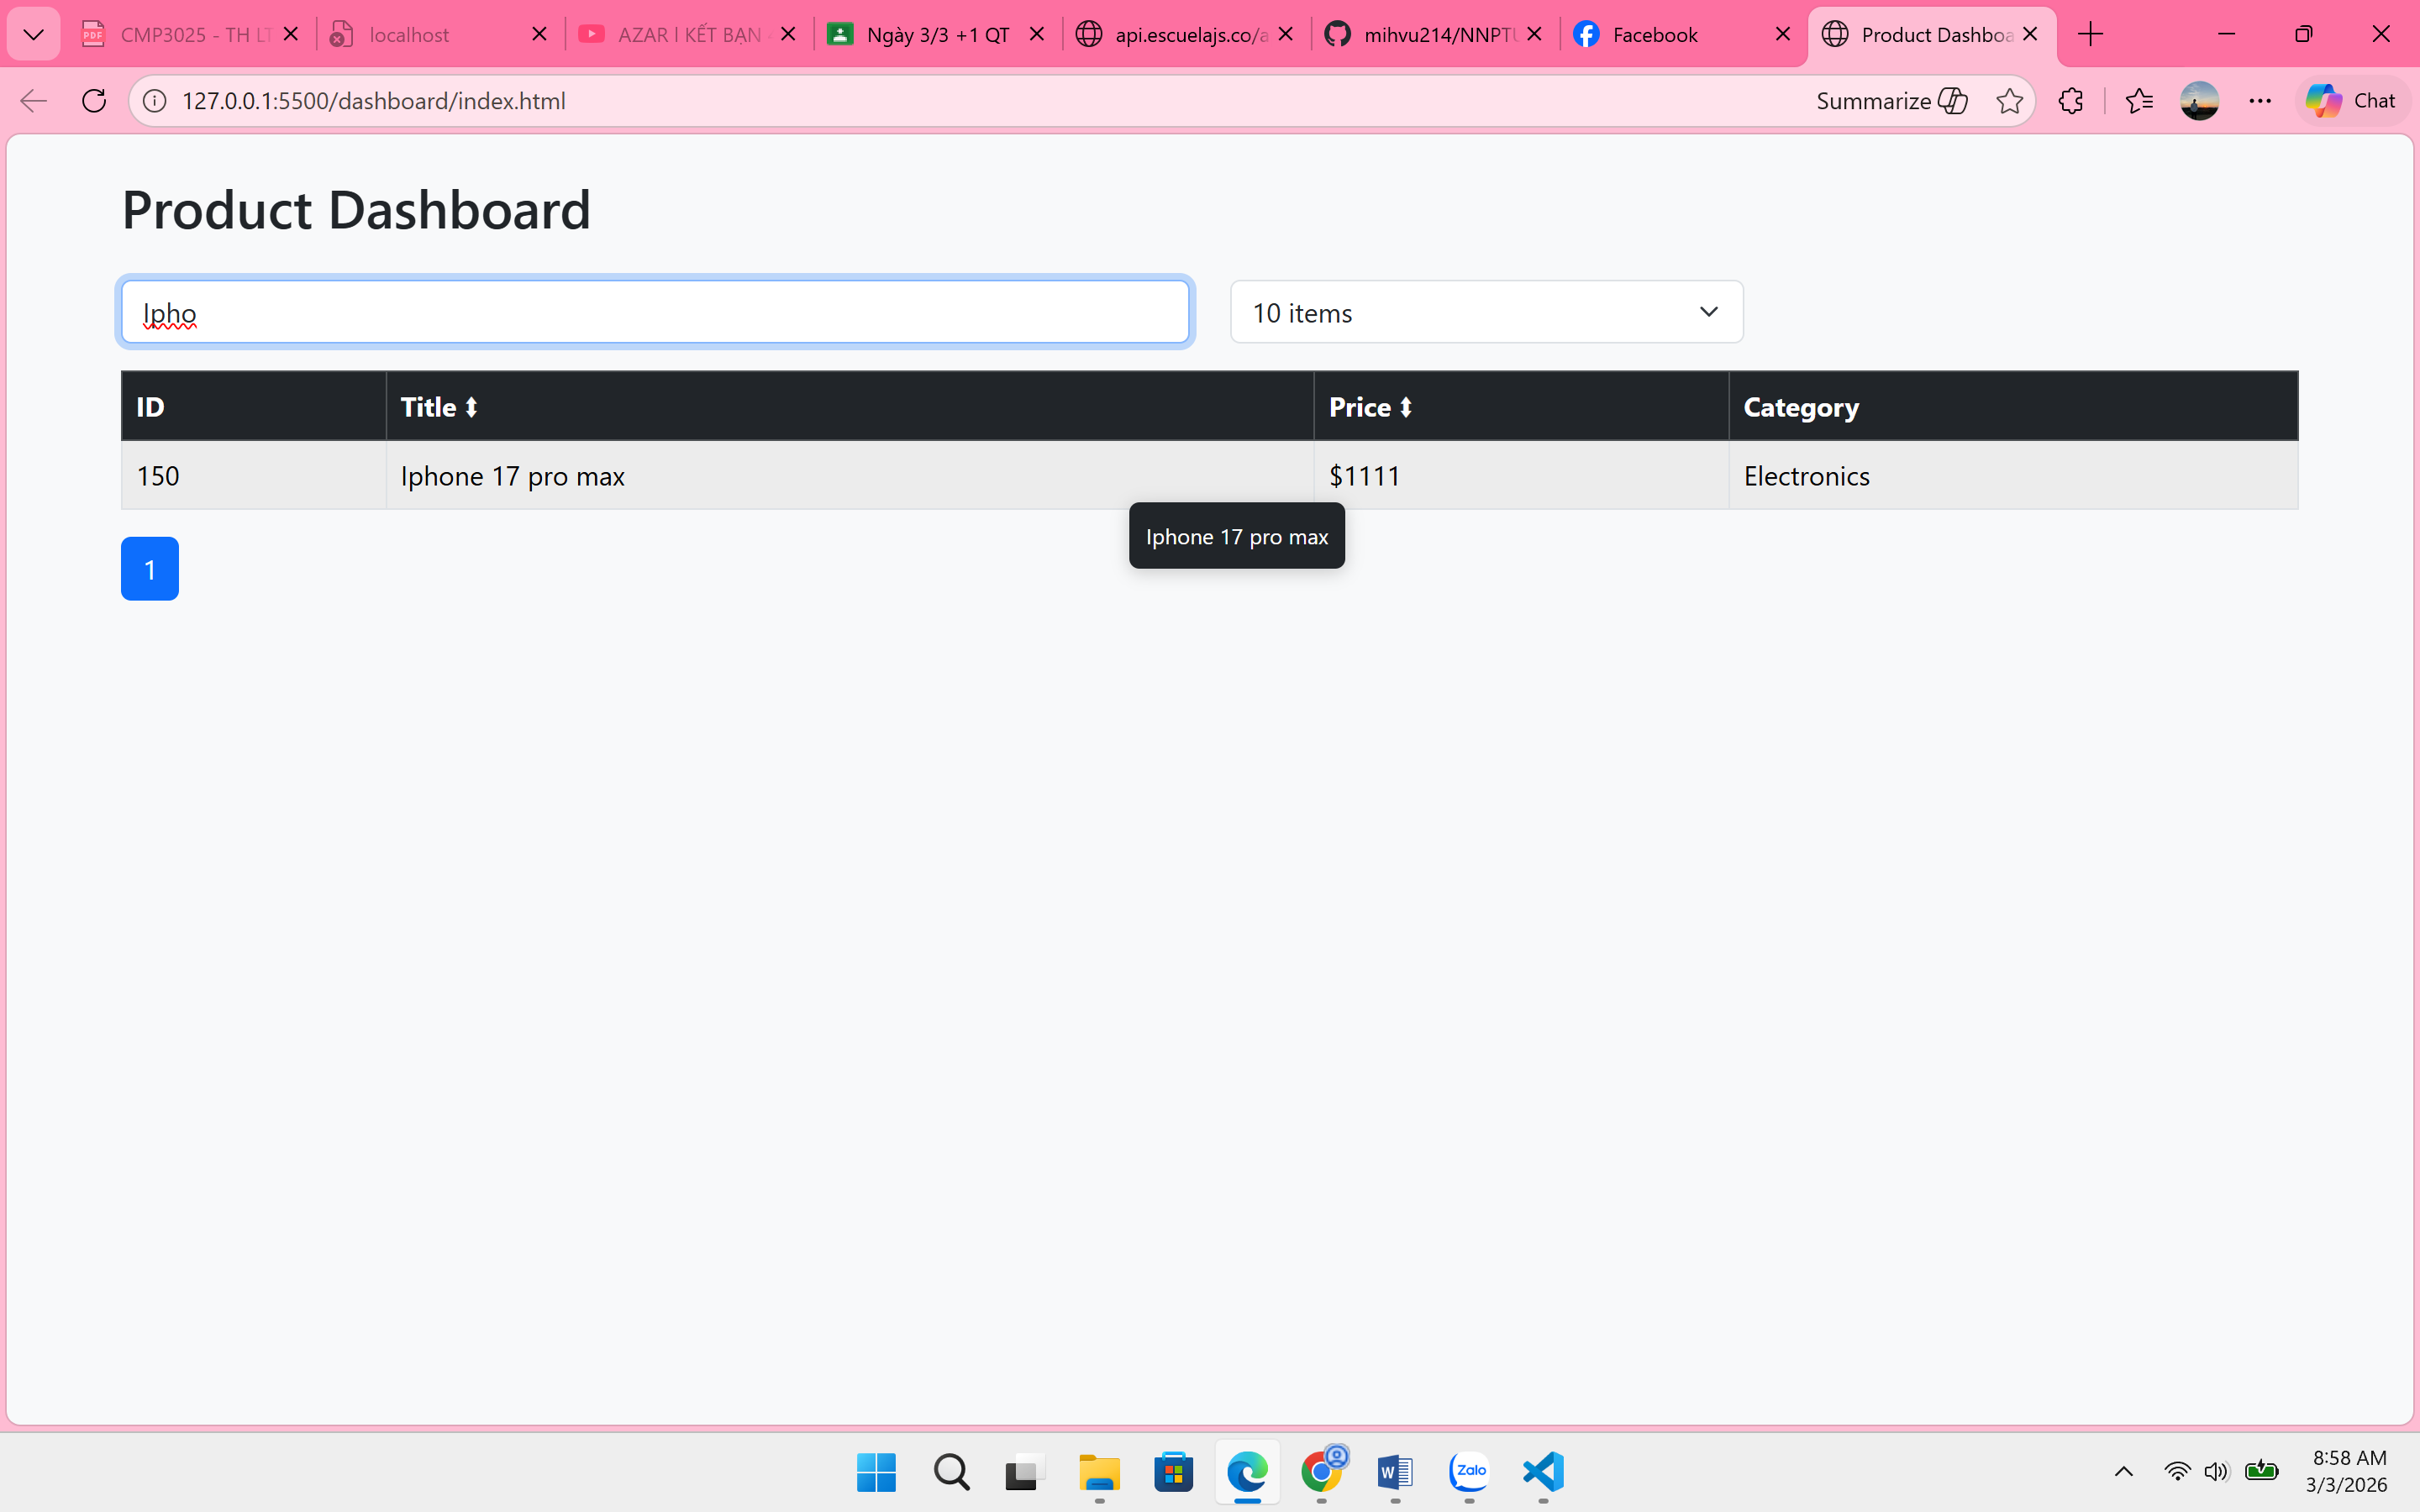 CMP3025 - TH LT
localhost
AZAR l KẾT BẠN
Ngày 3/3 +1 QT
api.escuelajs.co/a
mihvu214/NNPTU
Facebook
Product Dashboa
127.0.0.1:5500/dashboard/index.html
Summarize
Chat
Product Dashboard
Ipho
10 items
ID Title ⬍ Price ⬍ Category
150 Iphone 17 pro max $1111 Electronics
Iphone 17 pro max
1
Zalo
8:58 AM
3/3/2026